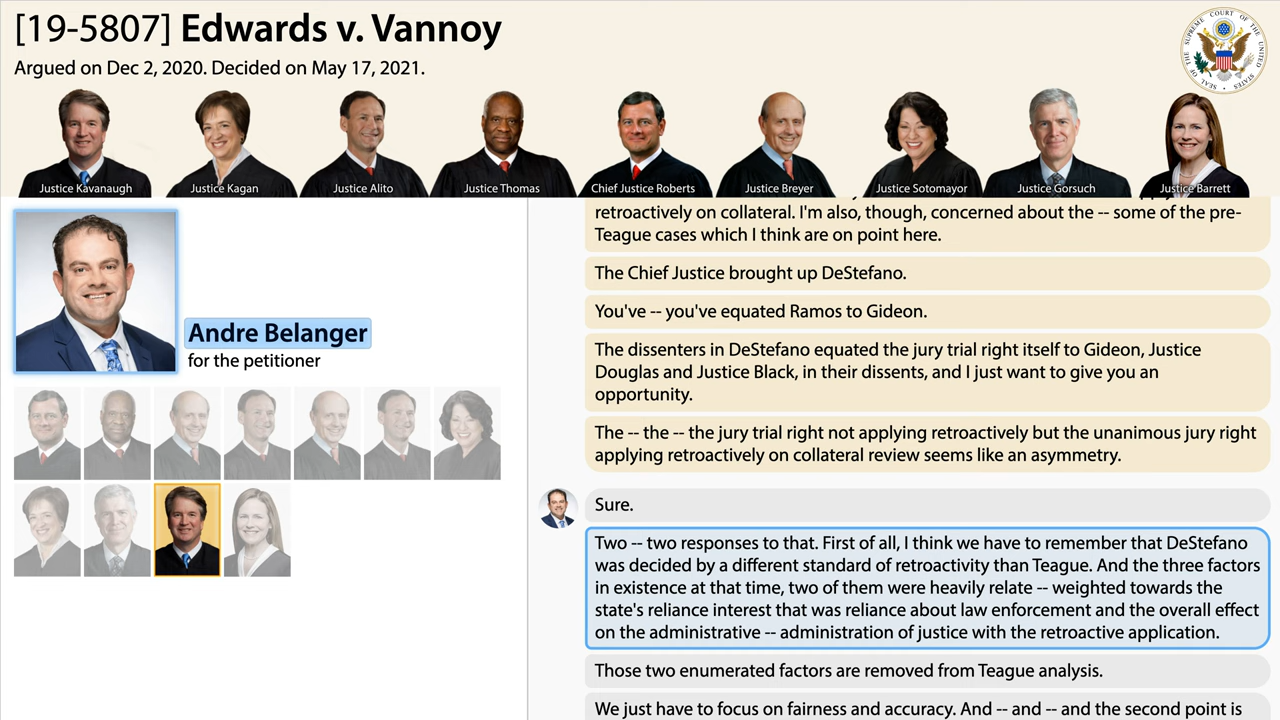 [19-5807] Edwards v. Vannoy
Argued on Dec 2, 2020. Decided on May 17, 2021.
SEAL OF THE SUPREME COURT OF THE UNITED STATES
Justice Kavanaugh
Justice Kagan
Justice Alito
Justice Thomas
Chief Justice Roberts
Justice Breyer
Justice Sotomayor
Justice Gorsuch
Justice Barrett
Andre Belanger
for the petitioner
retroactively on collateral. I'm also, though, concerned about the -- some of the pre-
Teague cases which I think are on point here.
The Chief Justice brought up DeStefano.
You've -- you've equated Ramos to Gideon.
The dissenters in DeStefano equated the jury trial right itself to Gideon, Justice
Douglas and Justice Black, in their dissents, and I just want to give you an
opportunity.
The -- the -- the jury trial right not applying retroactively but the unanimous jury right
applying retroactively on collateral review seems like an asymmetry.
Sure.
Two -- two responses to that. First of all, I think we have to remember that DeStefano
was decided by a different standard of retroactivity than Teague. And the three factors
in existence at that time, two of them were heavily relate -- weighted towards the
state's reliance interest that was reliance about law enforcement and the overall effect
on the administrative -- administration of justice with the retroactive application.
Those two enumerated factors are removed from Teague analysis.
We just have to focus on fairness and accuracy. And -- and -- and the second point is